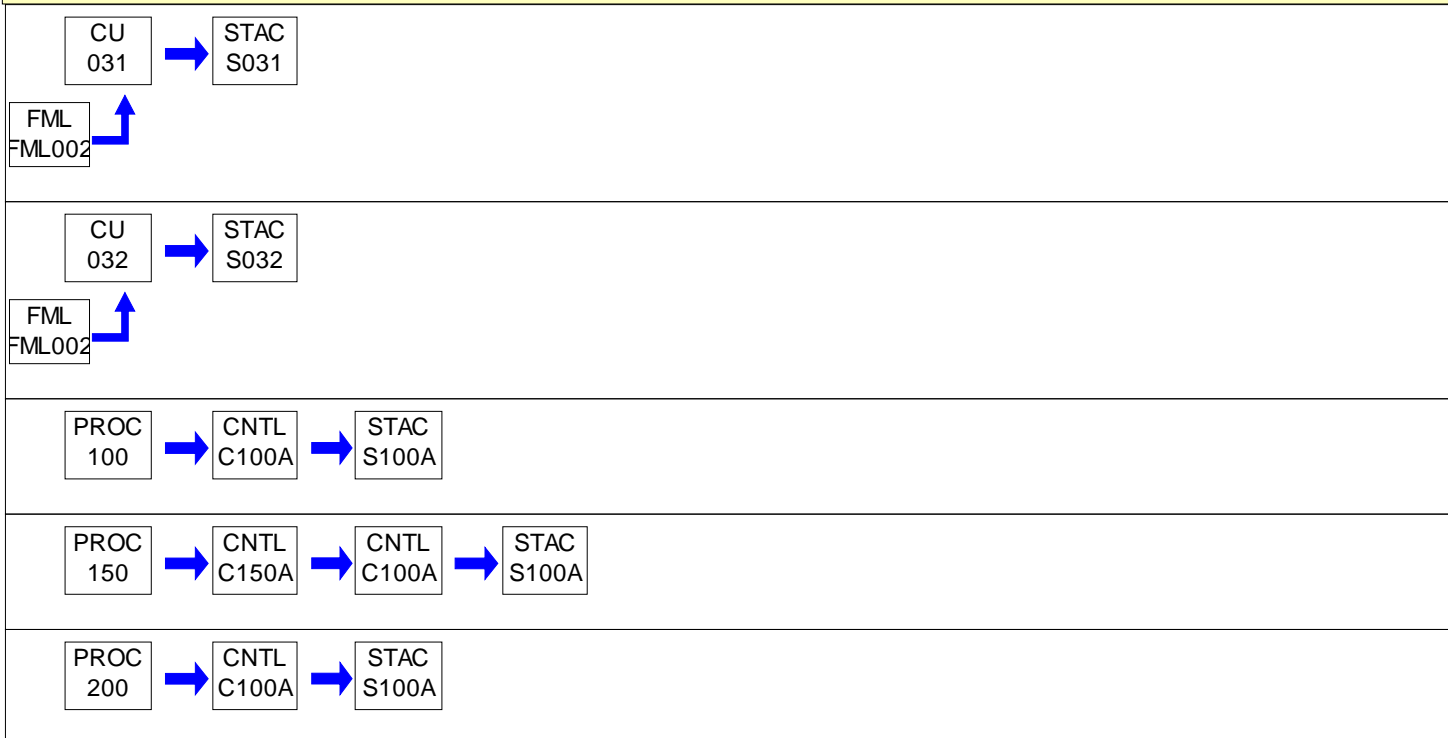 CU
031
STAC
S031
FML
FML002
CU
032
STAC
S032
FML
FML002
PROC
100
CNTL
C100A
STAC
S100A
PROC
150
CNTL
C150A
CNTL
C100A
STAC
S100A
PROC
200
CNTL
C100A
STAC
S100A